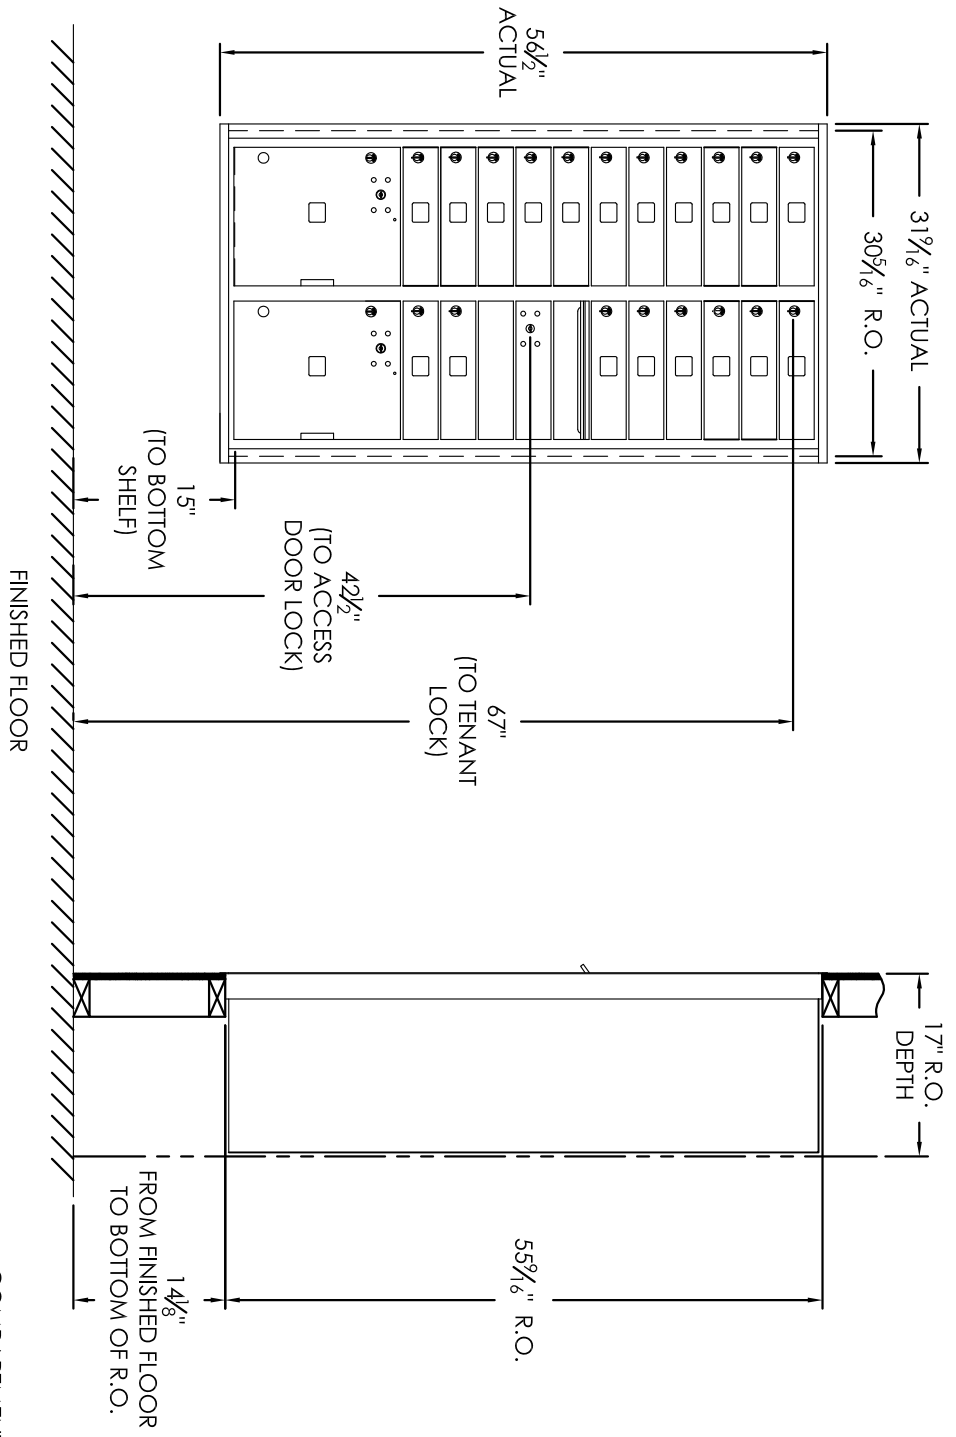 56½"
ACTUAL
31⁹⁄₁₆" ACTUAL
30⁵⁄₁₆" R.O.
15"
(TO BOTTOM
SHELF)
42½"
(TO ACCESS
DOOR LOCK)
67"
(TO TENANT
LOCK)
FINISHED FLOOR
17" R.O.
DEPTH
55⁹⁄₁₆" R.O.
14⅛"
FROM FINISHED FLOOR
TO BOTTOM OF R.O.